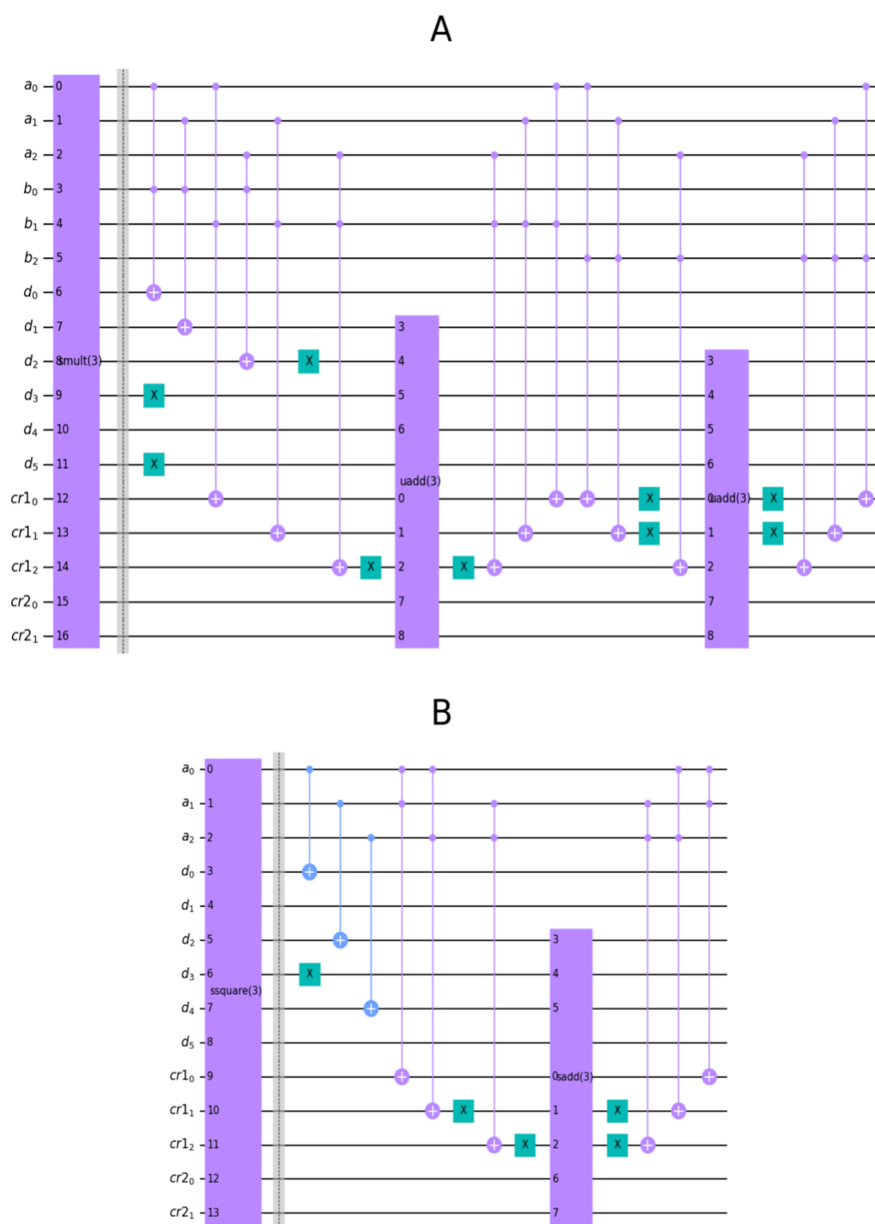 A
a₀ 0
a₁ 1
a₂ 2
b₀ 3
b₁ 4
b₂ 5
d₀ 6
d₁ 7 3
d₂ 8 smult(3) X 4 3
d₃ 9 X 5 4
d₄ 10 6 5
d₅ 11 X 6
uadd(3)
cr1₀ 12 0 X 0 uadd(3) X
cr1₁ 13 1 X 1 X
cr1₂ 14 X 2 X 2
cr2₀ 15 7 7
cr2₁ 16 8 8
B
a₀ 0
a₁ 1
a₂ 2
d₀ 3
d₁ 4
d₂ 5 3
d₃ 6 X 4
ssquare(3)
d₄ 7 5
d₅ 8
cr1₀ 9 0 sadd(3)
cr1₁ 10 X 1 X
cr1₂ 11 X 2 X
cr2₀ 12 6
cr2₁ 13 7